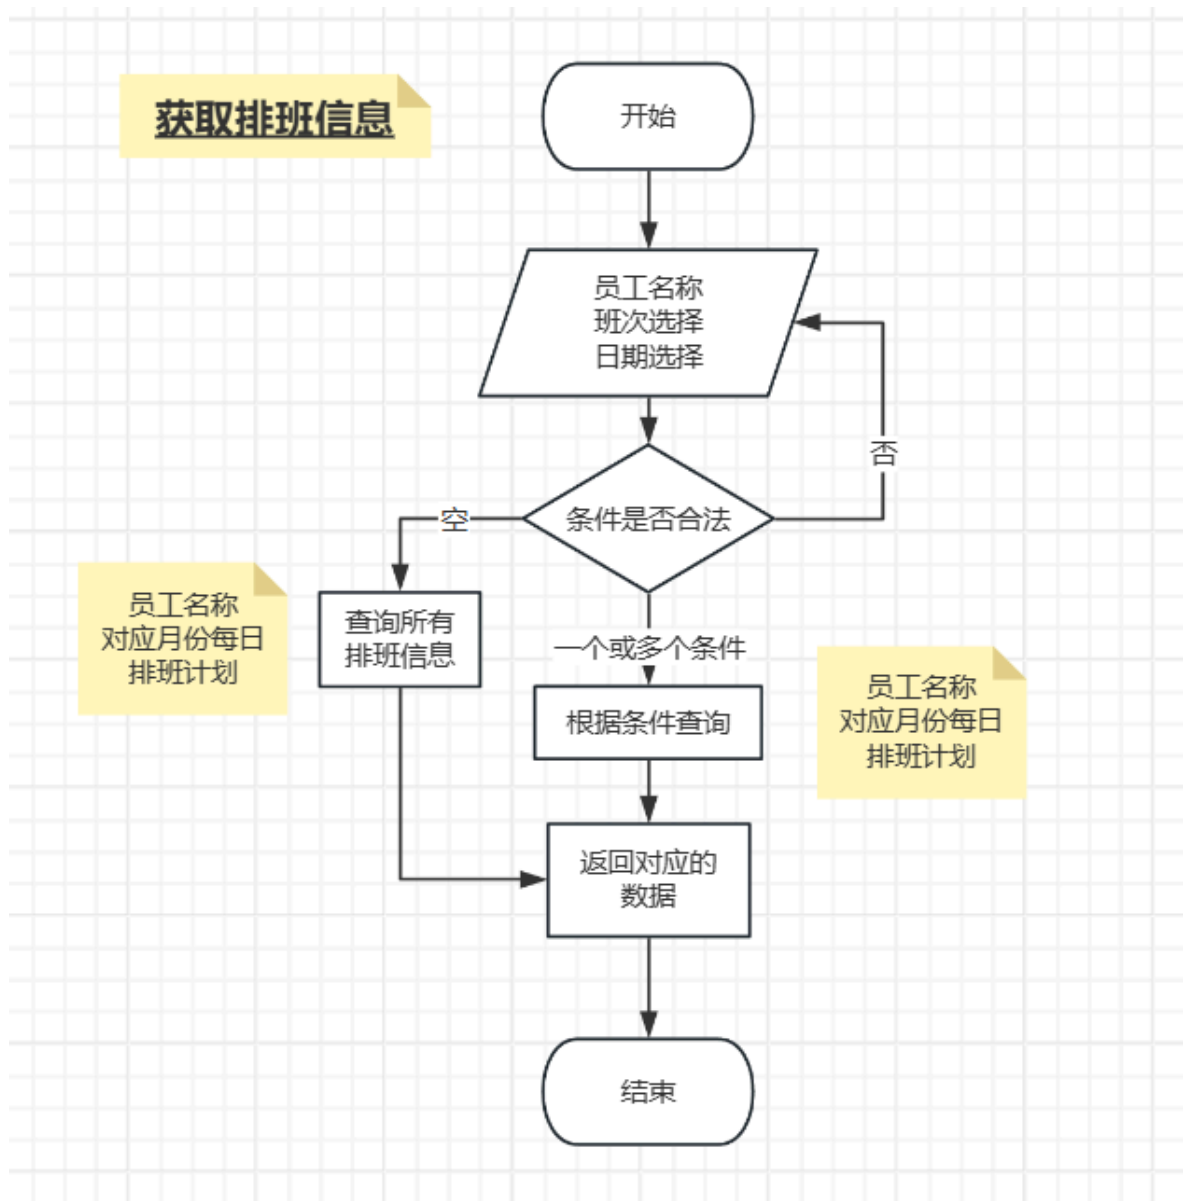 获取排班信息
开始
员工名称
班次选择
日期选择
否
条件是否合法
空
员工名称
对应月份每日
排班计划
查询所有
排班信息
一个或多个条件
根据条件查询
员工名称
对应月份每日
排班计划
返回对应的
数据
结束